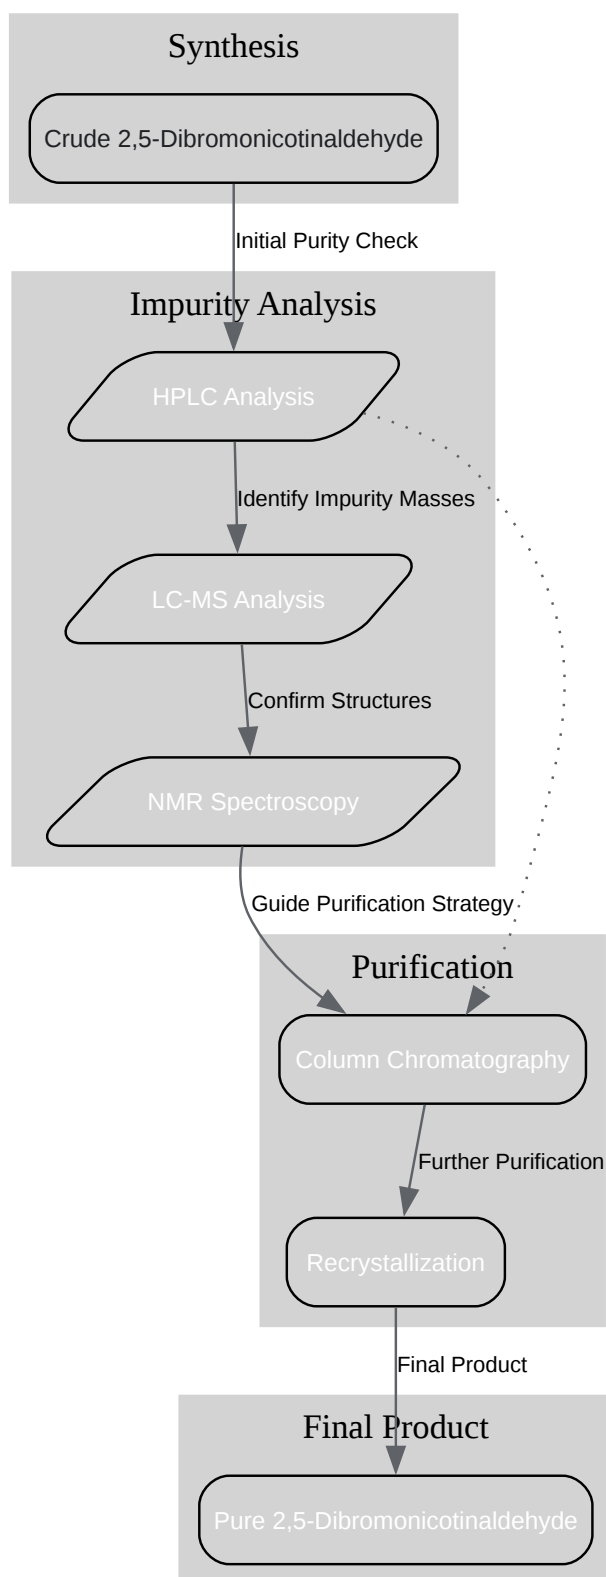 Synthesis
Crude 2,5-Dibromonicotinaldehyde
Initial Purity Check
Impurity Analysis
HPLC Analysis
Identify Impurity Masses
LC-MS Analysis
Confirm Structures
NMR Spectroscopy
Guide Purification Strategy
Purification
Column Chromatography
Further Purification
Recrystallization
Final Product
Final Product
Pure 2,5-Dibromonicotinaldehyde